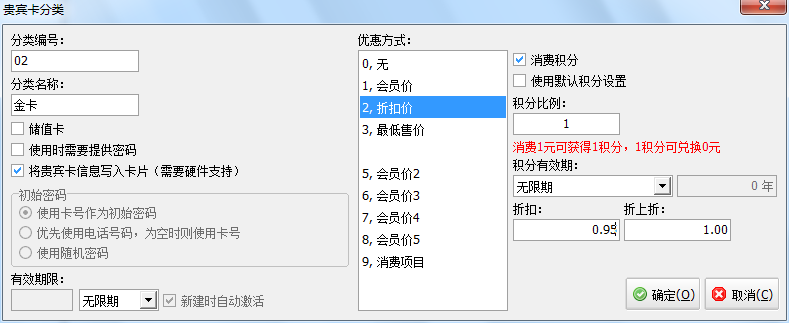 贵宾卡分类
分类编号:
02
分类名称:
金卡
储值卡
使用时需要提供密码
将贵宾卡信息写入卡片（需要硬件支持）
初始密码
使用卡号作为初始密码
优先使用电话号码，为空时则使用卡号
使用随机密码
有效期限:
无限期
新建时自动激活
优惠方式:
0, 无
1, 会员价
2, 折扣价
3, 最低售价
5, 会员价2
6, 会员价3
7, 会员价4
8, 会员价5
9, 消费项目
消费积分
使用默认积分设置
积分比例:
1
消费1元可获得1积分，1积分可兑换0元
积分有效期:
无限期 0 年
折扣: 折上折:
0.95 1.00
确定(O) 取消(C)